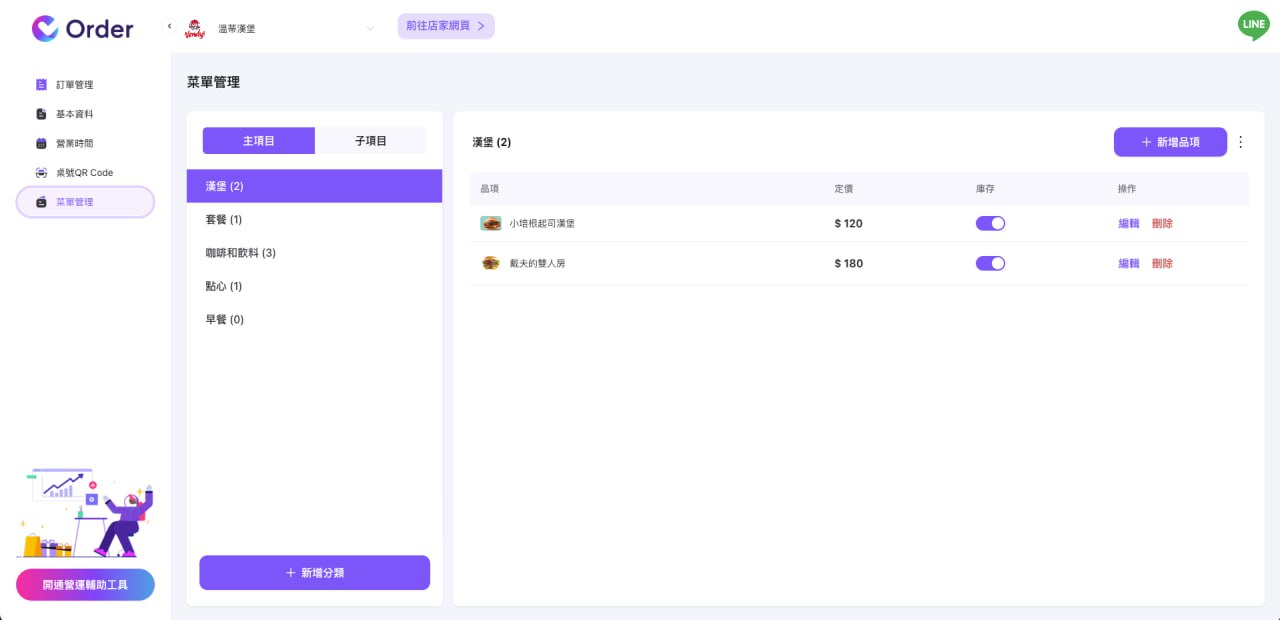 Order
Wendy's
溫蒂漢堡
前往店家網頁
LINE
訂單管理
基本資料
營業時間
桌號QR Code
菜單管理
開通營運輔助工具
菜單管理
主項目
子項目
漢堡 (2)
套餐 (1)
咖啡和飲料 (3)
點心 (1)
早餐 (0)
+ 新增分類
漢堡 (2)
+ 新增品項
品項 定價 庫存 操作
小培根起司漢堡 $ 120 編輯 刪除
戴夫的雙人房 $ 180 編輯 刪除